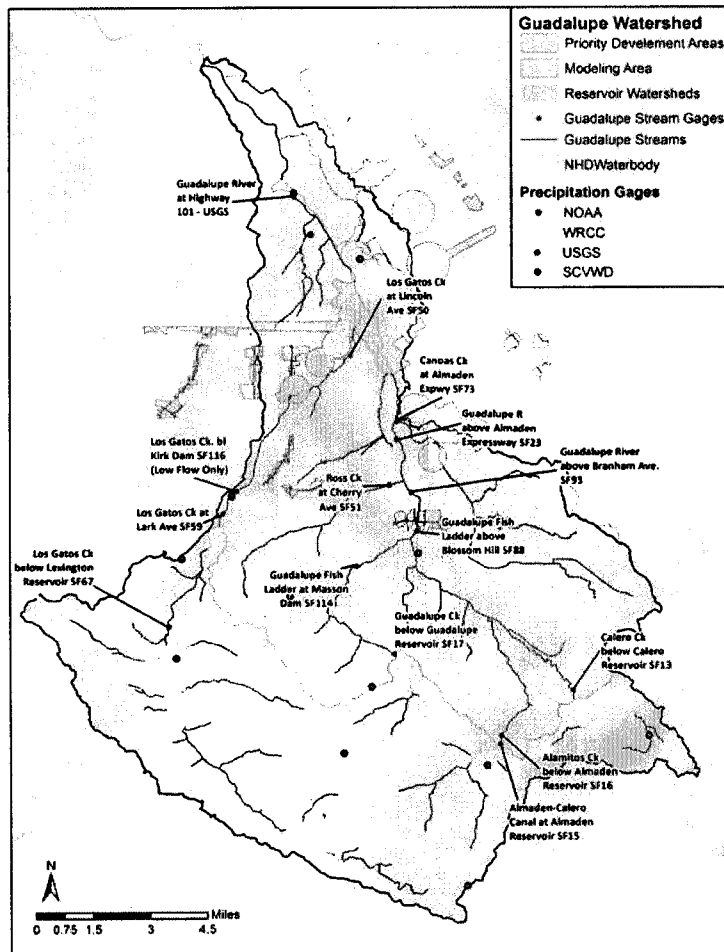 Guadalupe Watershed
Priority Develement Areas
Modeling Area
Reservoir Watersheds
Guadalupe Stream Gages
Guadalupe Streams
NHDWaterbody
Precipitation Gages
NOAA
WRCC
USGS
SCVWD
Guadalupe River
at Highway
101 - USGS
Los Gatos Ck
at Lincoln
Ave SF50
Canoas Ck
at Almaden
Expwy SF73
Guadalupe R
above Almaden
Expressway SF23
Los Gatos Ck. bl
Kirk Dam SF116
(Low Flow Only)
Guadalupe River
above Branham Ave.
SF93
Ross Ck
at Cherry
Ave SF51
Los Gatos Ck at
Lark Ave SF59
Guadalupe Fish
Ladder above
Blossom Hill SF88
Los Gatos Ck
below Lexington
Reservoir SF67
Guadalupe Fish
Ladder at Masson
Dam SF114
Guadalupe Ck
below Guadalupe
Reservoir SF17
Calero Ck
below Calero
Reservoir SF13
Alamitos Ck
below Almaden
Reservoir SF16
Almaden-Calero
Canal at Almaden
Reservoir SF15
N
Miles
0 0.75 1.5 3 4.5